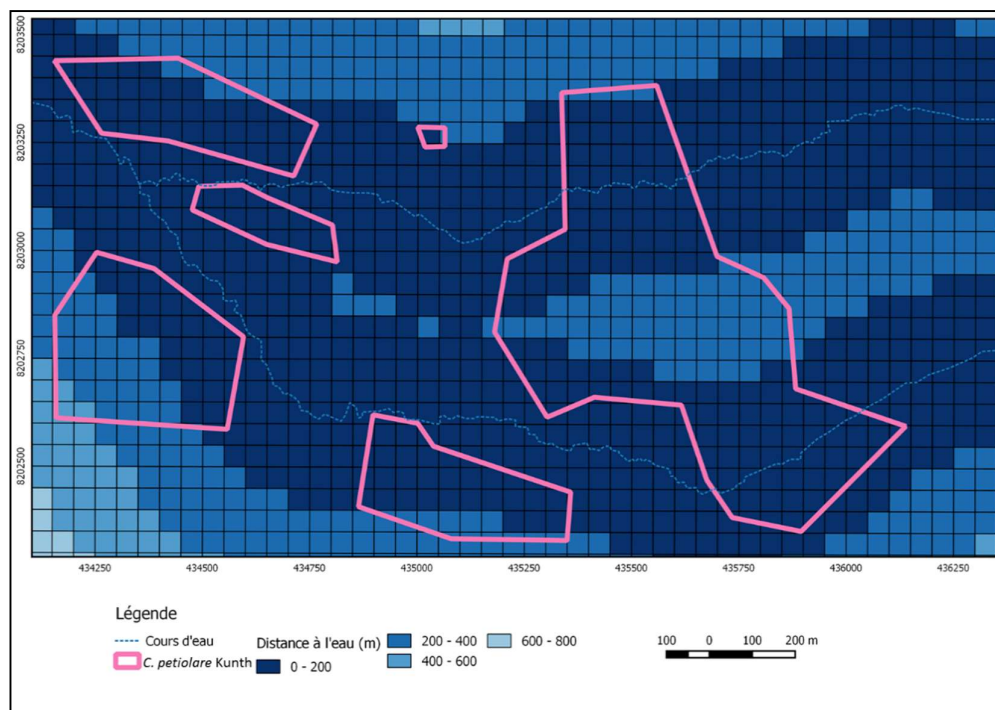 8203500
8203250
8203000
8202750
8202500
434250 434500 434750 435000 435250 435500 435750 436000 436250
Légende
Cours d'eau
C. petiolare Kunth
Distance à l'eau (m)
0 - 200
200 - 400
400 - 600
600 - 800
100 0 100 200 m